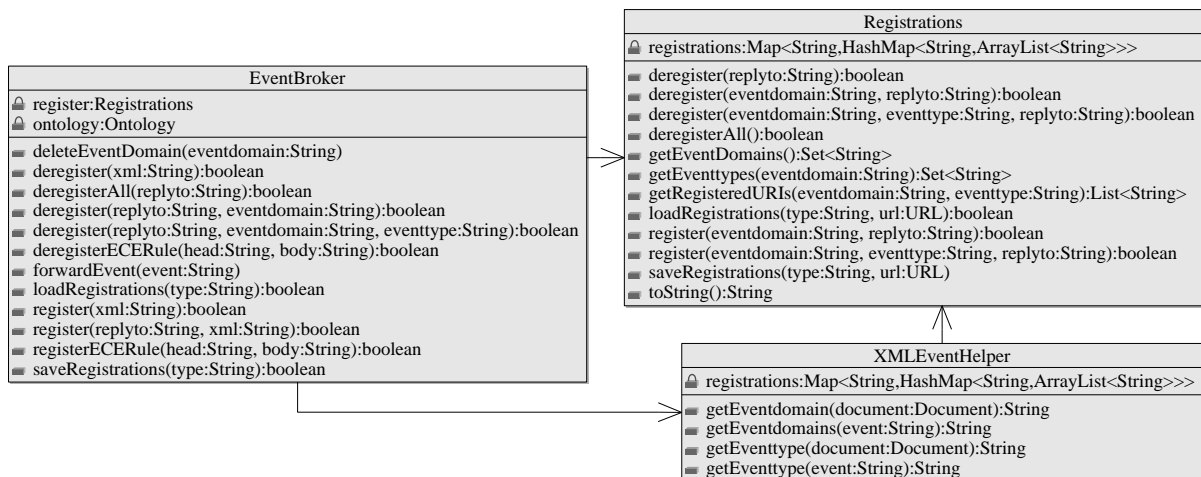 EventBroker
register:Registrations
ontology:Ontology
deleteEventDomain(eventdomain:String)
deregister(xml:String):boolean
deregisterAll(replyto:String):boolean
deregister(replyto:String, eventdomain:String):boolean
deregister(replyto:String, eventdomain:String, eventtype:String):boolean
deregisterECERule(head:String, body:String):boolean
forwardEvent(event:String)
loadRegistrations(type:String):boolean
register(xml:String):boolean
register(replyto:String, xml:String):boolean
registerECERule(head:String, body:String):boolean
saveRegistrations(type:String):boolean
Registrations
registrations:Map<String,HashMap<String,ArrayList<String>>>
deregister(replyto:String):boolean
deregister(eventdomain:String, replyto:String):boolean
deregister(eventdomain:String, eventtype:String, replyto:String):boolean
deregisterAll():boolean
getEventDomains():Set<String>
getEventtypes(eventdomain:String):Set<String>
getRegisteredURIs(eventdomain:String, eventtype:String):List<String>
loadRegistrations(type:String, url:URL):boolean
register(eventdomain:String, replyto:String):boolean
register(eventdomain:String, eventtype:String, replyto:String):boolean
saveRegistrations(type:String, url:URL)
toString():String
XMLEventHelper
registrations:Map<String,HashMap<String,ArrayList<String>>>
getEventdomain(document:Document):String
getEventdomains(event:String):String
getEventtype(document:Document):String
getEventtype(event:String):String